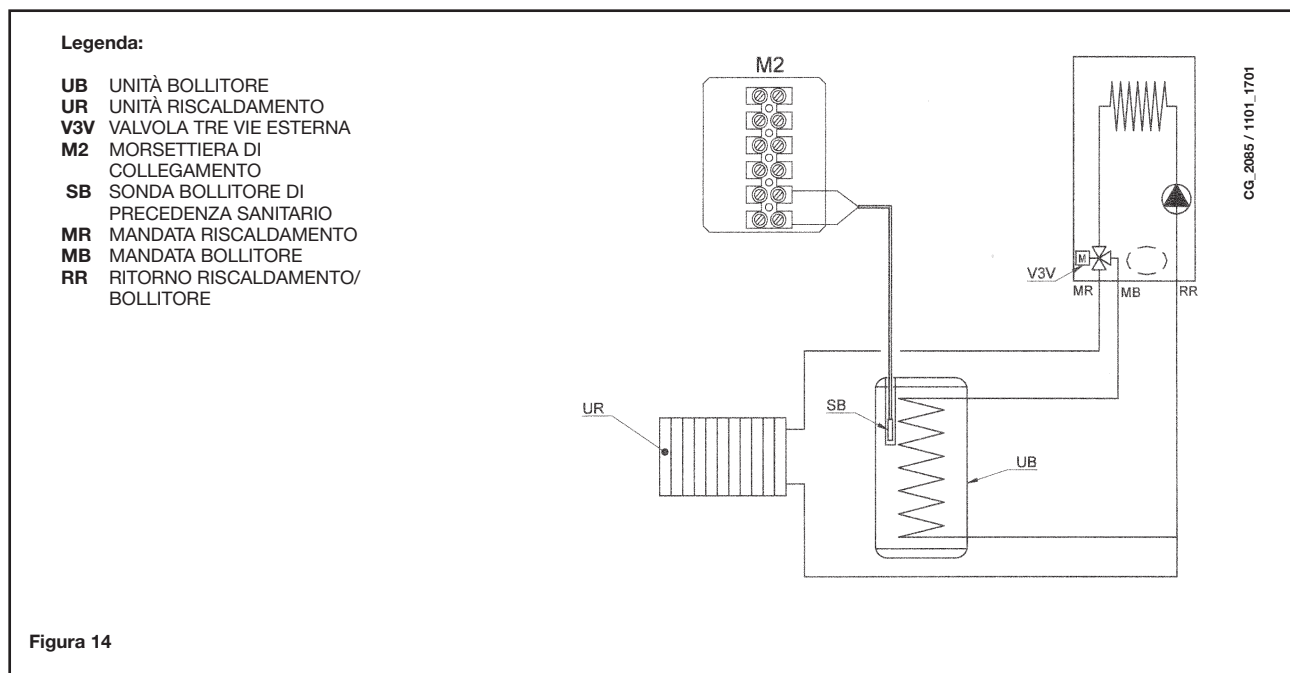 Legenda:
UB UNITÀ BOLLITORE
UR UNITÀ RISCALDAMENTO
V3V VALVOLA TRE VIE ESTERNA
M2 MORSETTIERA DI
COLLEGAMENTO
SB SONDA BOLLITORE DI
PRECEDENZA SANITARIO
MR MANDATA RISCALDAMENTO
MB MANDATA BOLLITORE
RR RITORNO RISCALDAMENTO/
BOLLITORE
M2
CG_2085 / 1101_1701
M
V3V
MR
MB
RR
UR
SB
UB
Figura 14